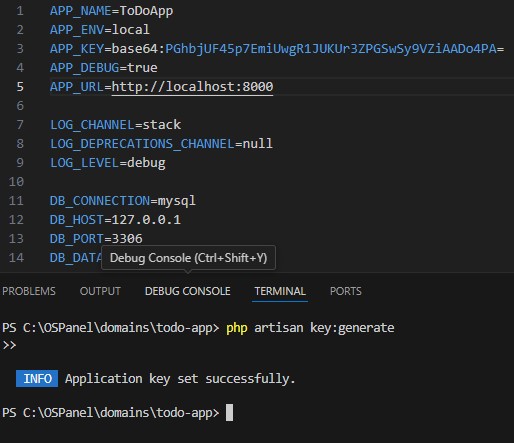 1 APP_NAME=ToDoApp
2 APP_ENV=local
3 APP_KEY=base64:PGhbjUF45p7EmiUwgR1JUKUr3ZPGSwSy9VZiAADo4PA=
4 APP_DEBUG=true
5 APP_URL=http://localhost:8000
6
7 LOG_CHANNEL=stack
8 LOG_DEPRECATIONS_CHANNEL=null
9 LOG_LEVEL=debug
10
11 DB_CONNECTION=mysql
12 DB_HOST=127.0.0.1
13 DB_PORT=3306
14 DB_DATA
Debug Console (Ctrl+Shift+Y)
PROBLEMS OUTPUT DEBUG CONSOLE TERMINAL PORTS
PS C:\OSPanel\domains\todo-app> php artisan key:generate
>>
INFO Application key set successfully.
PS C:\OSPanel\domains\todo-app>